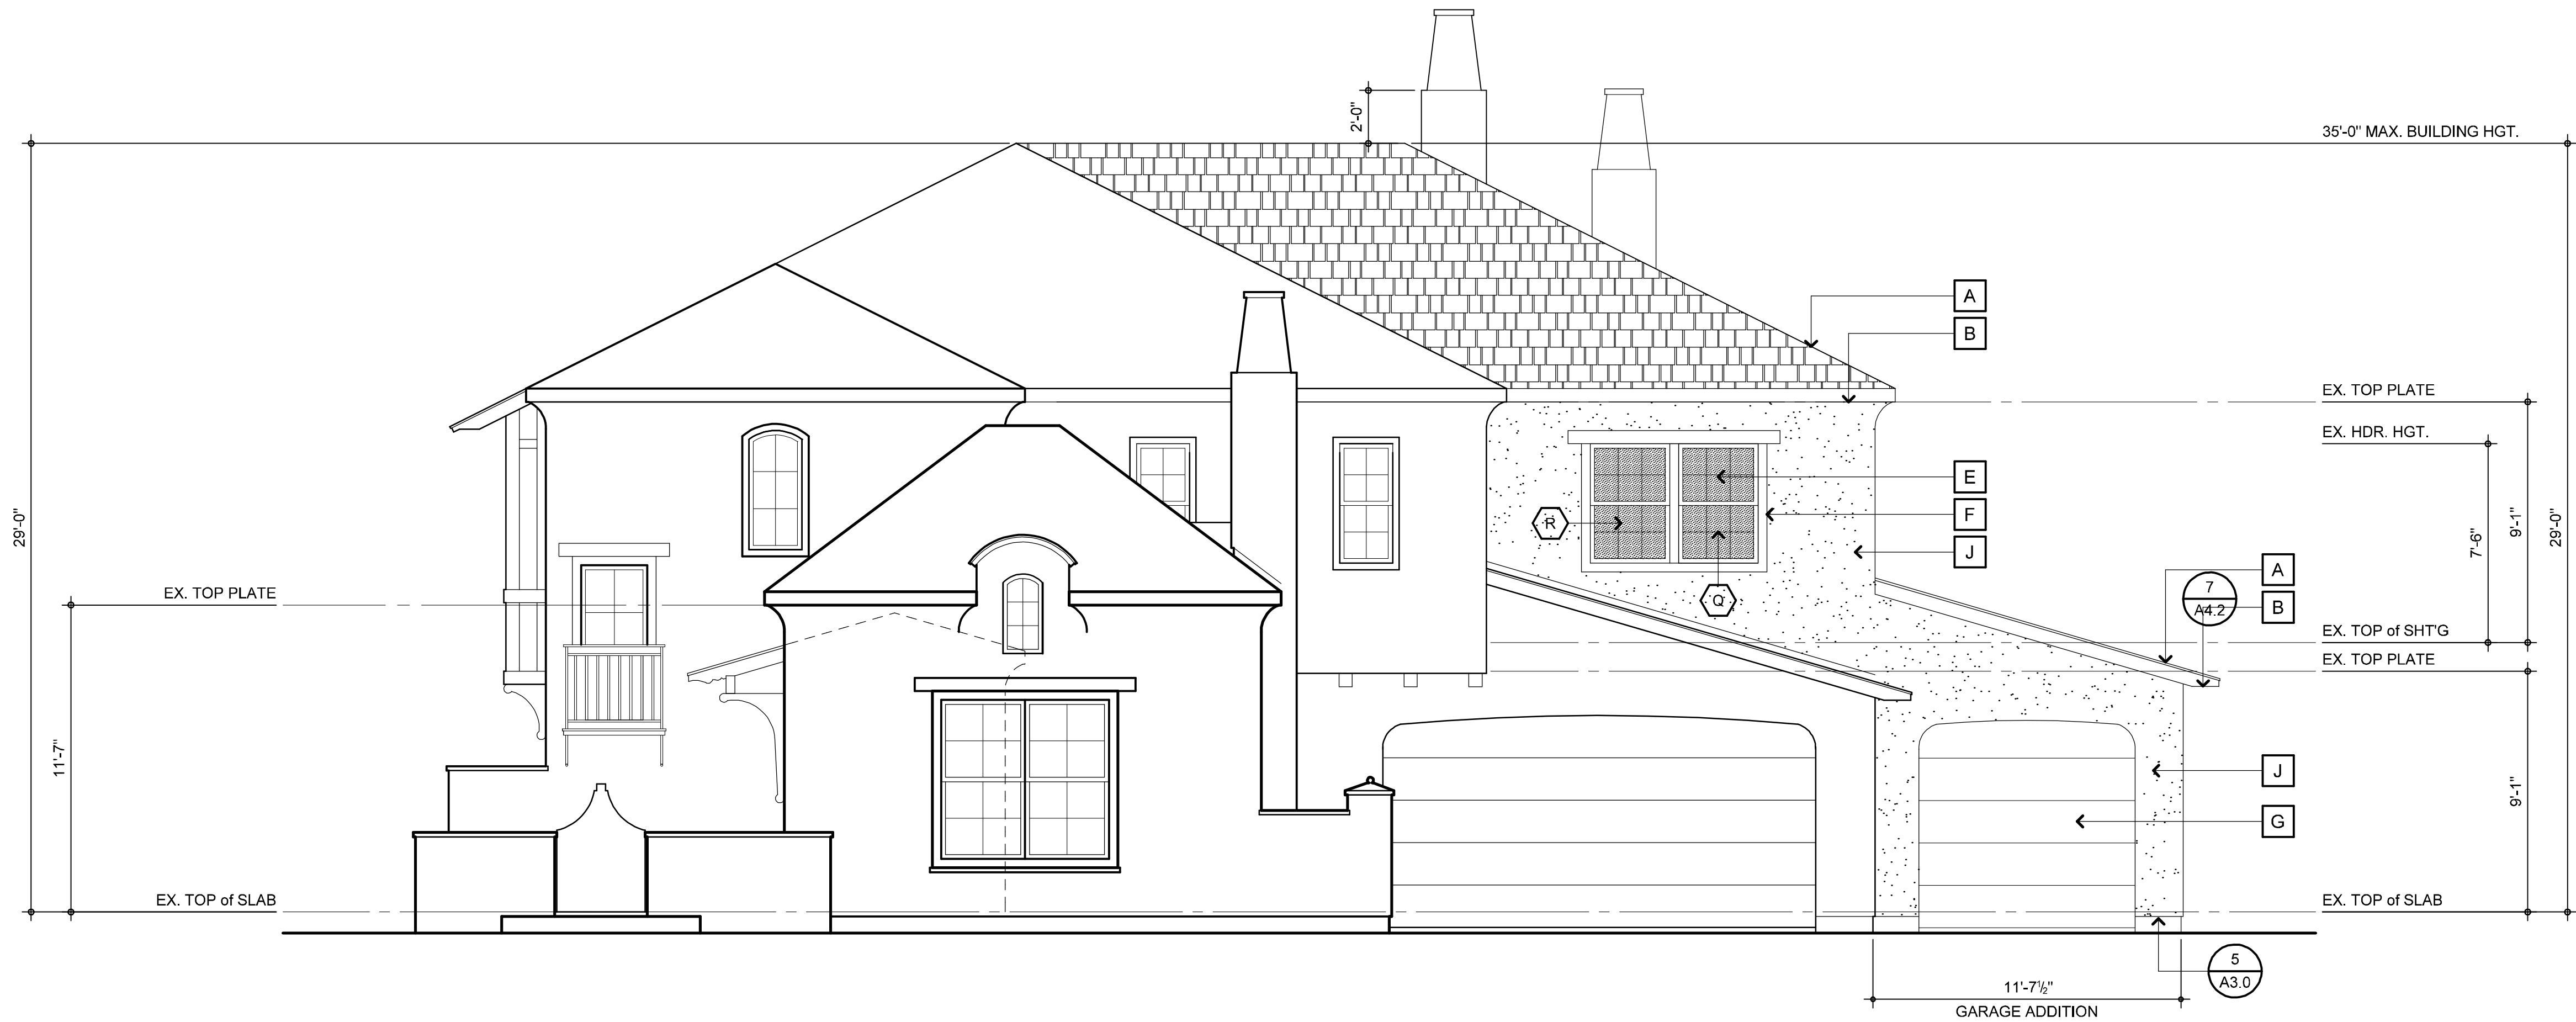 2'-0"
35'-0" MAX. BUILDING HGT.
A
B
EX. TOP PLATE
EX. HDR. HGT.
E
F
R
J
Q
29'-0"
7'-6"
9'-1"
29'-0"
EX. TOP PLATE
A
7
A4.2
B
EX. TOP of SHT'G
EX. TOP PLATE
11'-7"
J
9'-1"
G
EX. TOP of SLAB
EX. TOP of SLAB
5
A3.0
11'-7½"
GARAGE ADDITION